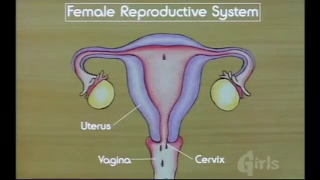 Female Reproductive System
Uterus
Vagina
Cervix
Girls